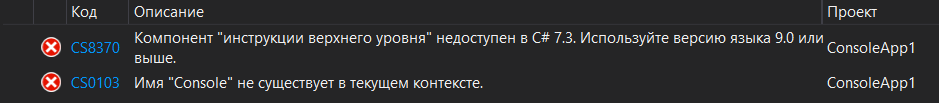 Код Описание Проект
CS8370 Компонент "инструкции верхнего уровня" недоступен в C# 7.3. Используйте версию языка 9.0 или выше. ConsoleApp1
CS0103 Имя "Console" не существует в текущем контексте. ConsoleApp1